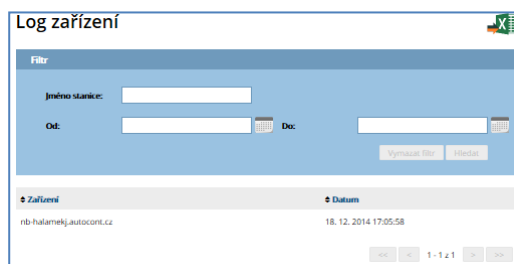 Log zařízení
Filtr
Jméno stanice:
Od: Do:
Vymazat filtr Hledat
Zařízení Datum
nb-halamekj.autocont.cz 18. 12. 2014 17:05:58
<< < 1 - 1 z 1 > >>